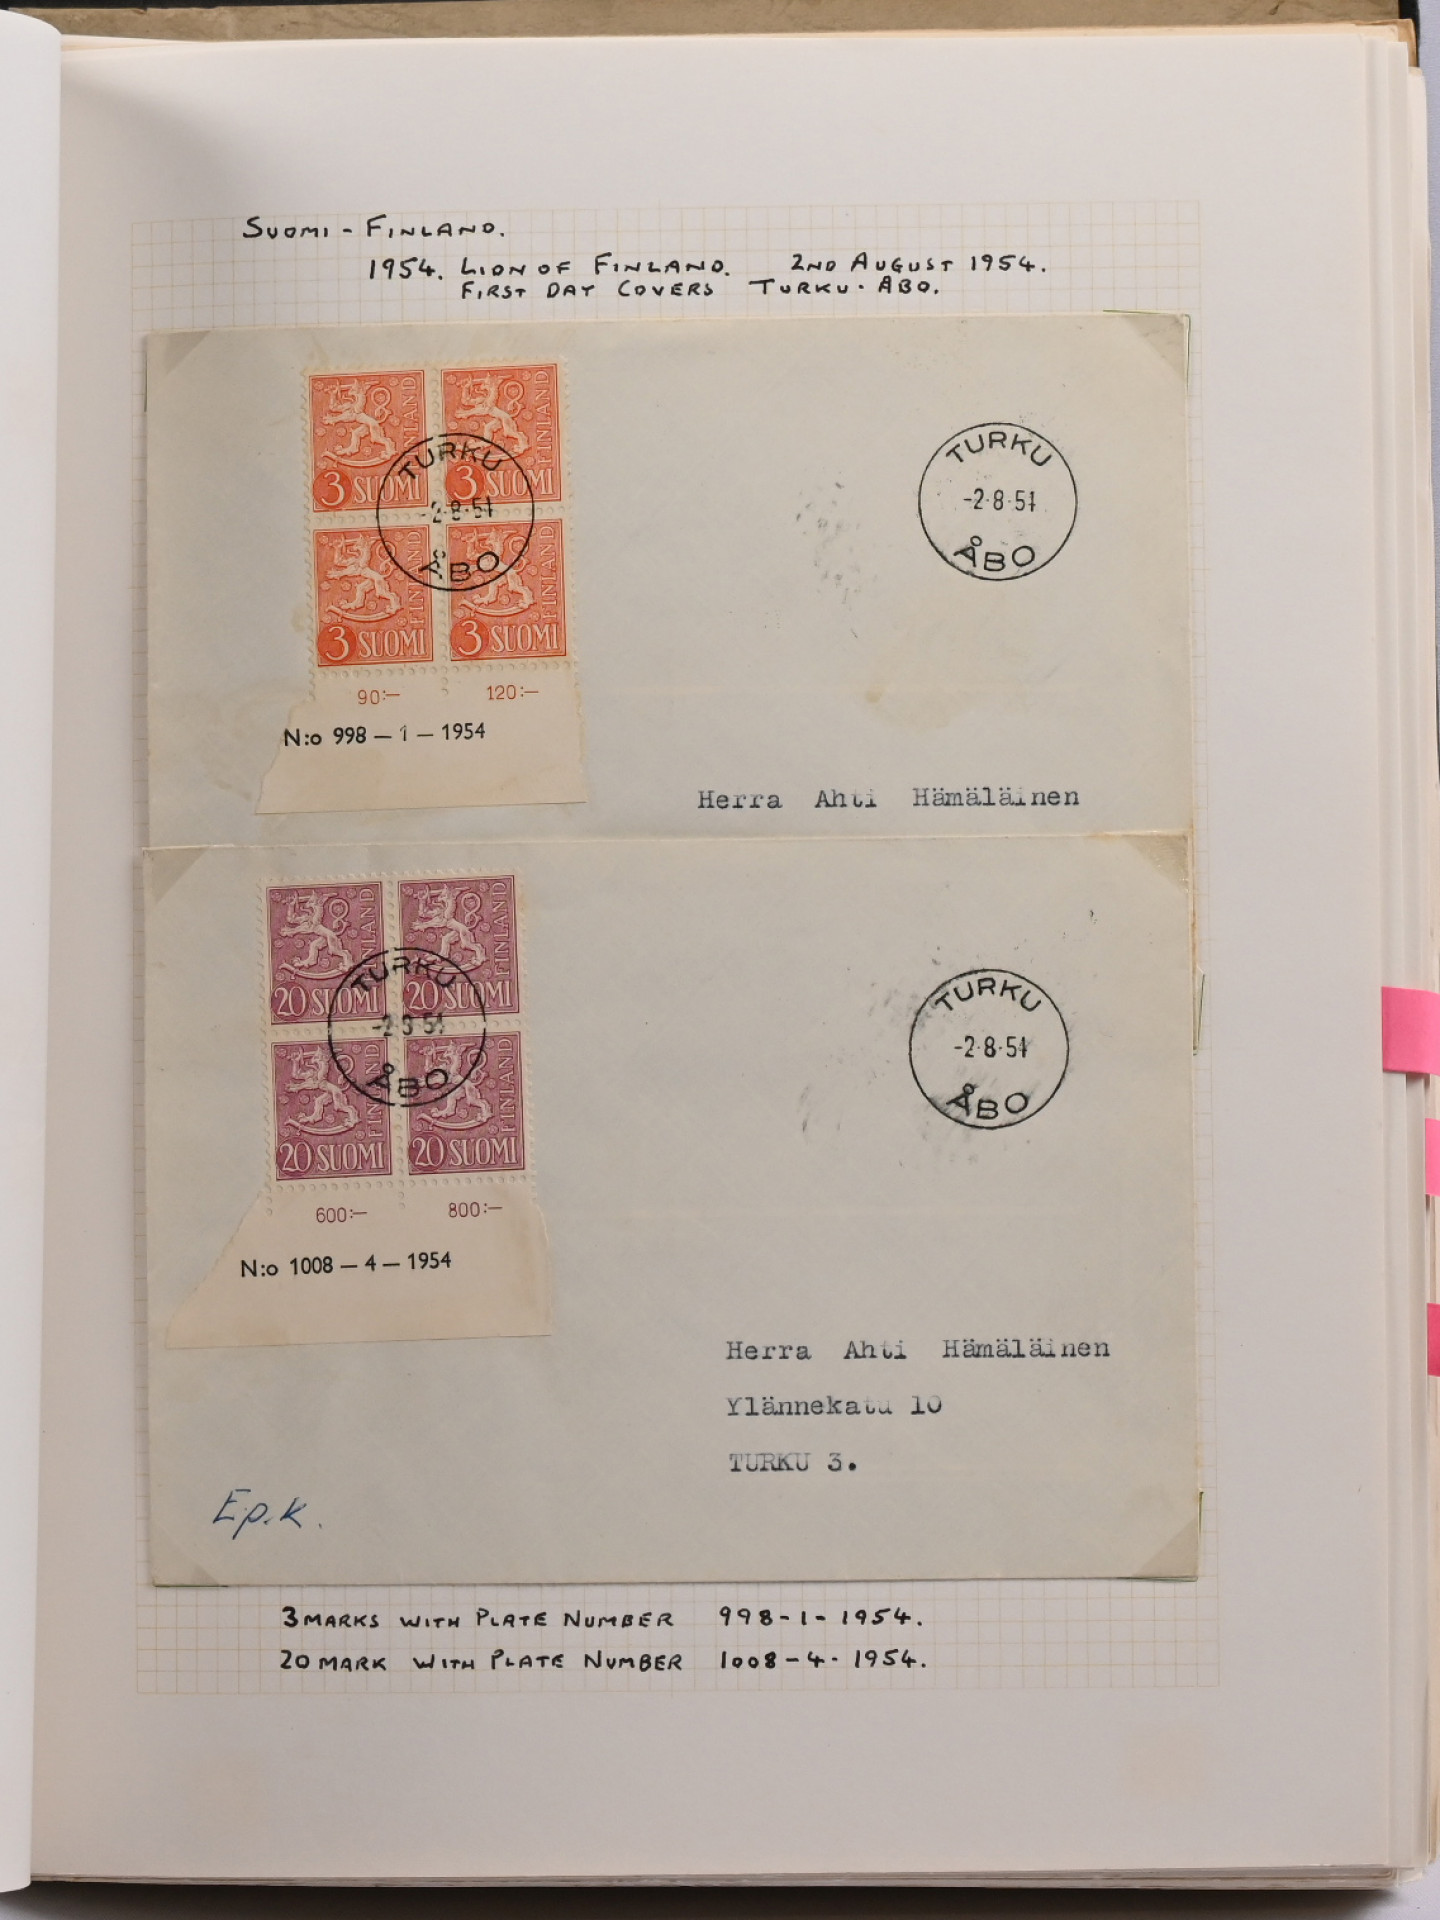 SUOMI - FINLAND.
1954. LION OF FINLAND. 2ND AUGUST 1954.
FIRST DAY COVERS TURKU - ÅBO.
FINLAND
3 SUOMI
FINLAND
3 SUOMI
FINLAND
3 SUOMI
FINLAND
3 SUOMI
TURKU
-2·8·54
ÅBO
TURKU
-2·8·54
ÅBO
90:— 120:—
N:o 998 — 1 — 1954
Herra Ahti Hämäläinen
FINLAND
20 SUOMI
FINLAND
20 SUOMI
FINLAND
20 SUOMI
FINLAND
20 SUOMI
TURKU
-2·8·54
ÅBO
TURKU
-2·8·54
ÅBO
600:— 800:—
N:o 1008 — 4 — 1954
Herra Ahti Hämäläinen
Ylännekatu 10
TURKU 3.
Ep.K.
3 MARKS WITH PLATE NUMBER 998-1-1954.
20 MARK WITH PLATE NUMBER 1008-4-1954.